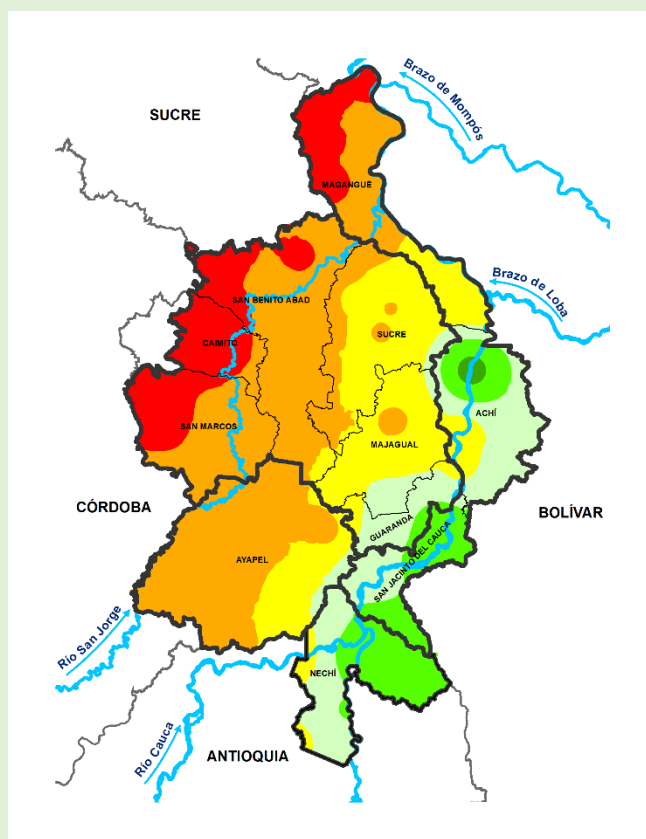 SUCRE
Brazo de Mompós
MAGANGUÉ
Brazo de Loba
SAN BENITO ABAD
SUCRE
CAIMITO
ACHÍ
SAN MARCOS
MAJAGUAL
CÓRDOBA
BOLÍVAR
GUARANDA
AYAPEL
SAN JACINTO DEL CAUCA
Río San Jorge
NECHÍ
Río Cauca
ANTIOQUIA